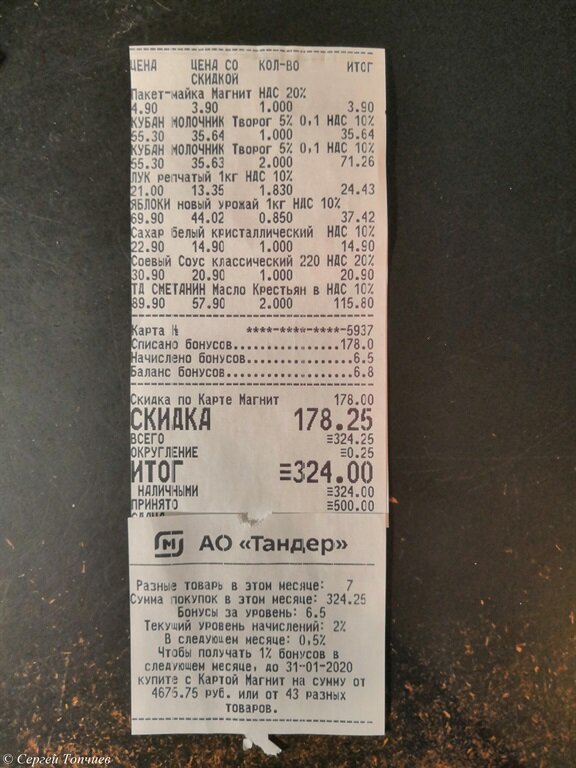 ЦЕНА ЦЕНА СО КОЛ-ВО ИТОГ
СКИДКОЙ
Пакет-майка Магнит НДС 20%
4.90 3.90 1.000 3.90
КУБАН МОЛОЧНИК Творог 5% 0,1 НДС 10%
55.30 35.64 1.000 35.64
КУБАН МОЛОЧНИК Творог 5% 0,1 НДС 10%
55.30 35.63 2.000 71.26
ЛУК репчатый 1кг НДС 10%
21.00 13.35 1.830 24.43
ЯБЛОКИ новый урожай 1кг НДС 10%
69.90 44.02 0.850 37.42
Сахар белый кристаллический НДС 10%
22.90 14.90 1.000 14.90
Соевый Соус классический 220 НДС 20%
30.90 20.90 1.000 20.90
ТД СМЕТАНИН Масло Крестьян в НДС 10%
89.90 57.90 2.000 115.80
Карта № ****-****-****-5937
Списано бонусов..................178.0
Начислено бонусов..................6.5
Баланс бонусов.....................6.8
Скидка по Карте Магнит 178.00
СКИДКА 178.25
ВСЕГО ≡324.25
ОКРУГЛЕНИЕ ≡0.25
ИТОГ ≡324.00
НАЛИЧНЫМИ ≡324.00
ПРИНЯТО ≡500.00
М АО «Тандер»
Разные товары в этом месяце: 7
Сумма покупок в этом месяце: 324.25
Бонусы за уровень: 6.5
Текущий уровень начислений: 2%
В следующем месяце: 0,5%
Чтобы получать 1% бонусов в
следующем месяце, до 31-01-2020
купите с Картой Магнит на сумму от
4675.75 руб. или от 43 разных
товаров.
© Сергей Топчиев